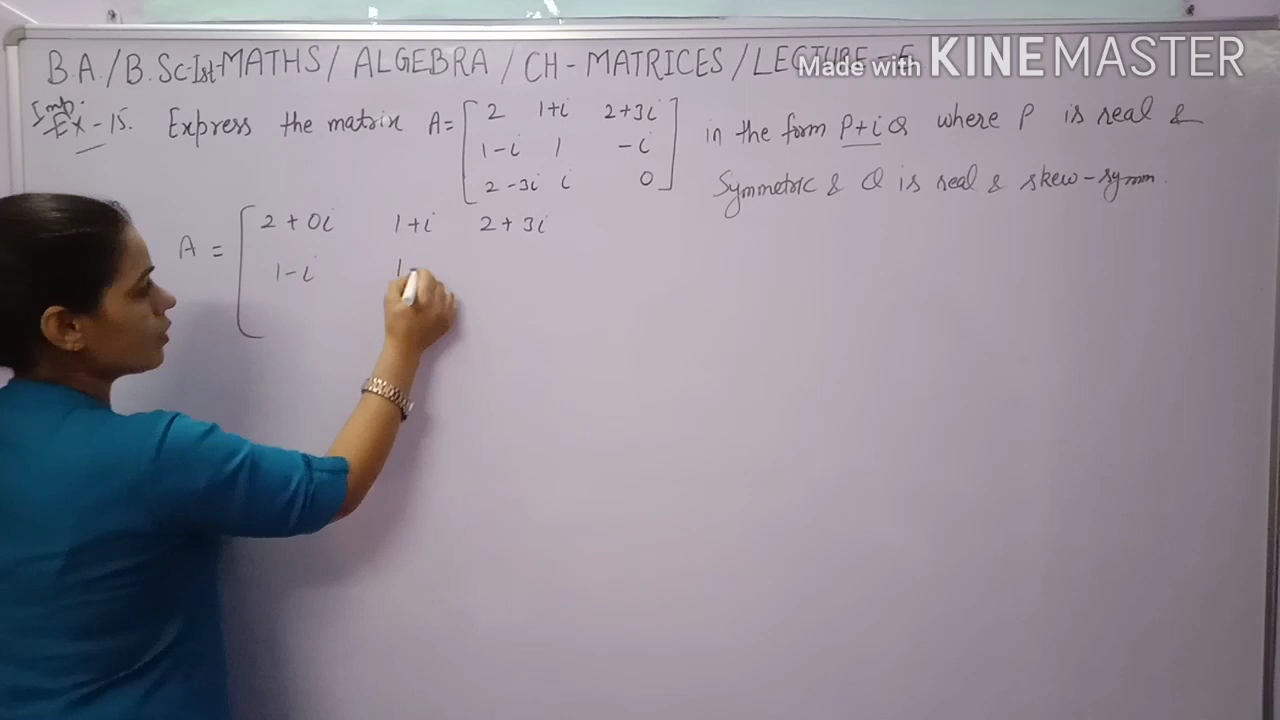 B.A./B.Sc-Ist-MATHS/ALGEBRA/CH-MATRICES/LECTURE-5
Made with KINEMASTER
Imp.
Ex-15. Express the matrix A = [ 2 1+i 2+3i in the form P+iQ where P is real &
1-i 1 -i
2-3i i 0 ] Symmetric & Q is real & skew-symm.
A = [ 2+0i 1+i 2+3i
1-i 1